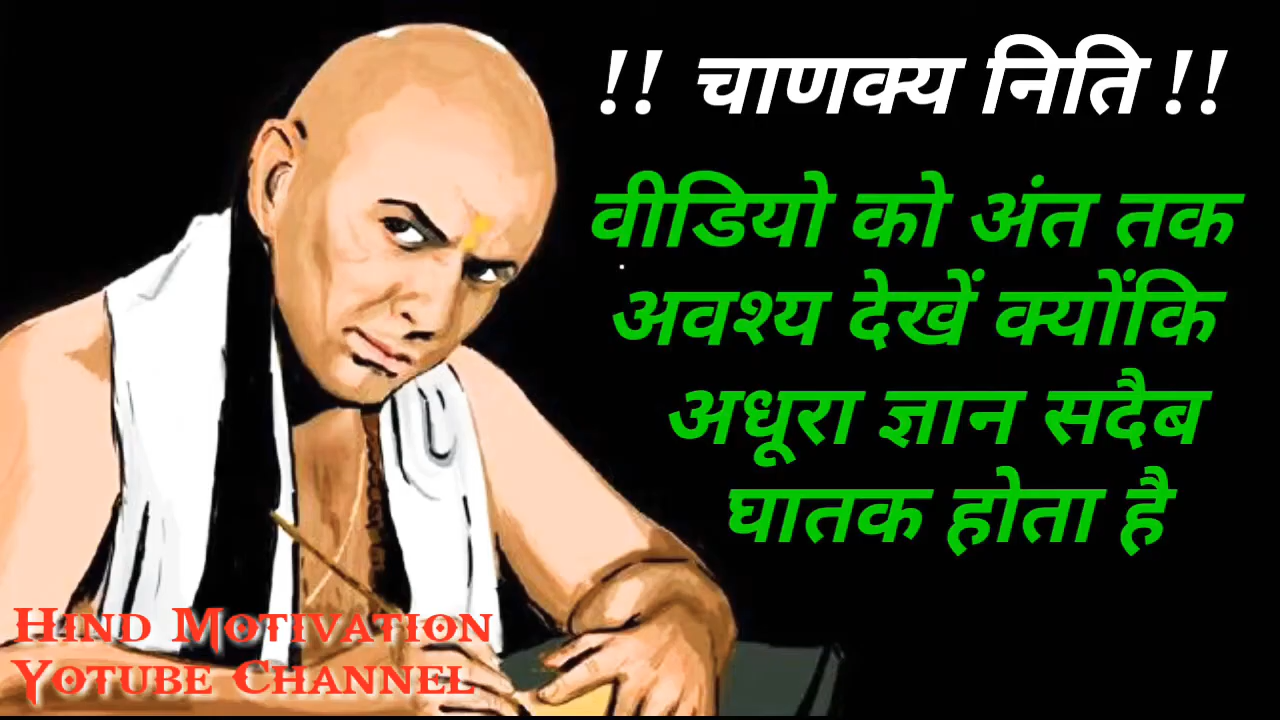 !! चाणक्य निति !!
वीडियो को अंत तक
अवश्य देखें क्योंकि
अधूरा ज्ञान सदैब
घातक होता है
Hind Motivation
Yotube Channel